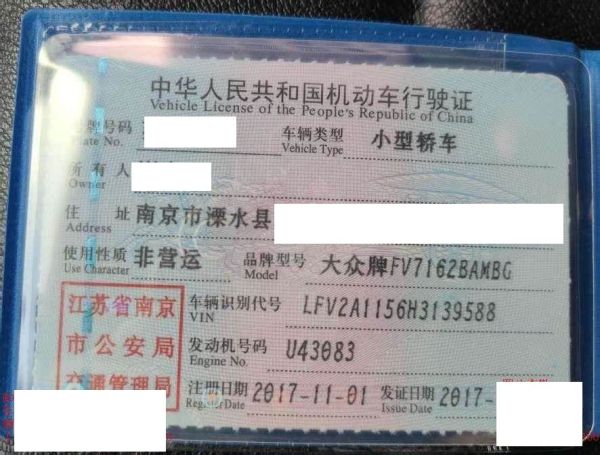 中华人民共和国机动车行驶证
Vehicle License of the People's Republic of China
号牌号码 车辆类型 小型轿车
Plate No. Vehicle Type
所有人
Owner
住址 南京市溧水县
Address
使用性质 非营运 品牌型号 大众牌FV7162BAMBG
Use Character Model
江苏省南京
市公安局
交通管理局
车辆识别代号 LFV2A1156H3139588
VIN
发动机号码 U43083
Engine No.
注册日期 2017-11-01 发证日期 2017-
Register Date Issue Date